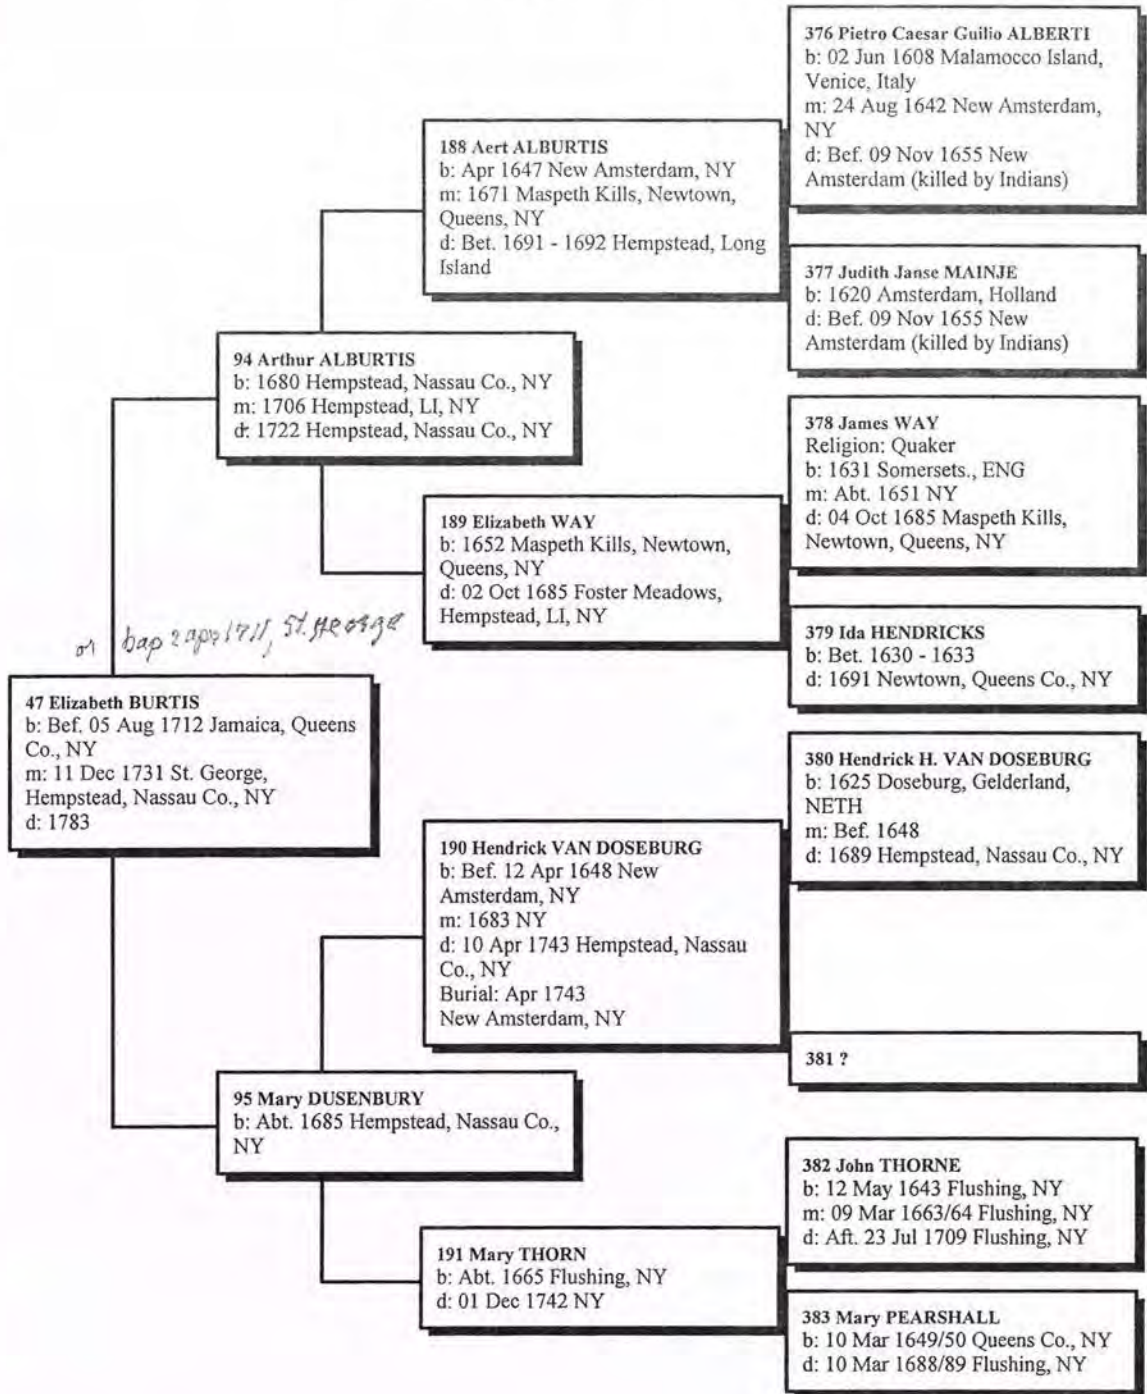 376 Pietro Caesar Guilio ALBERTI
b: 02 Jun 1608 Malamocco Island,
Venice, Italy
m: 24 Aug 1642 New Amsterdam,
NY
d: Bef. 09 Nov 1655 New
Amsterdam (killed by Indians)
188 Aert ALBURTIS
b: Apr 1647 New Amsterdam, NY
m: 1671 Maspeth Kills, Newtown,
Queens, NY
d: Bet. 1691 - 1692 Hempstead, Long
Island
377 Judith Janse MAINJE
b: 1620 Amsterdam, Holland
d: Bef. 09 Nov 1655 New
Amsterdam (killed by Indians)
94 Arthur ALBURTIS
b: 1680 Hempstead, Nassau Co., NY
m: 1706 Hempstead, LI, NY
d: 1722 Hempstead, Nassau Co., NY
378 James WAY
Religion: Quaker
b: 1631 Somersets., ENG
m: Abt. 1651 NY
d: 04 Oct 1685 Maspeth Kills,
Newtown, Queens, NY
189 Elizabeth WAY
b: 1652 Maspeth Kills, Newtown,
Queens, NY
d: 02 Oct 1685 Foster Meadows,
Hempstead, LI, NY
379 Ida HENDRICKS
b: Bet. 1630 - 1633
d: 1691 Newtown, Queens Co., NY
or bap 2 apr 1711, St. George
47 Elizabeth BURTIS
b: Bef. 05 Aug 1712 Jamaica, Queens
Co., NY
m: 11 Dec 1731 St. George,
Hempstead, Nassau Co., NY
d: 1783
380 Hendrick H. VAN DOSEBURG
b: 1625 Doseburg, Gelderland,
NETH
m: Bef. 1648
d: 1689 Hempstead, Nassau Co., NY
190 Hendrick VAN DOSEBURG
b: Bef. 12 Apr 1648 New
Amsterdam, NY
m: 1683 NY
d: 10 Apr 1743 Hempstead, Nassau
Co., NY
Burial: Apr 1743
New Amsterdam, NY
381 ?
95 Mary DUSENBURY
b: Abt. 1685 Hempstead, Nassau Co.,
NY
382 John THORNE
b: 12 May 1643 Flushing, NY
m: 09 Mar 1663/64 Flushing, NY
d: Aft. 23 Jul 1709 Flushing, NY
191 Mary THORN
b: Abt. 1665 Flushing, NY
d: 01 Dec 1742 NY
383 Mary PEARSHALL
b: 10 Mar 1649/50 Queens Co., NY
d: 10 Mar 1688/89 Flushing, NY